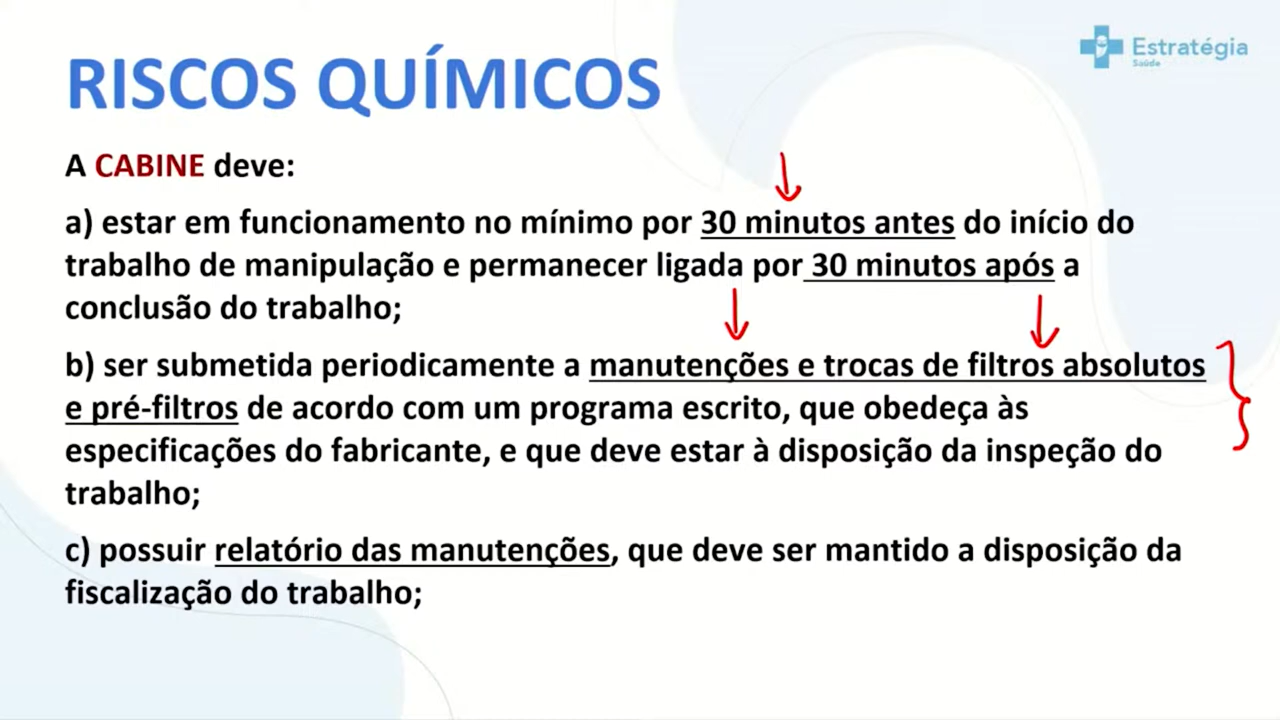 Estratégia
Saúde
RISCOS QUÍMICOS
A CABINE deve:
a) estar em funcionamento no mínimo por 30 minutos antes do início do
trabalho de manipulação e permanecer ligada por 30 minutos após a
conclusão do trabalho;
b) ser submetida periodicamente a manutenções e trocas de filtros absolutos
e pré-filtros de acordo com um programa escrito, que obedeça às
especificações do fabricante, e que deve estar à disposição da inspeção do
trabalho;
c) possuir relatório das manutenções, que deve ser mantido a disposição da
fiscalização do trabalho;